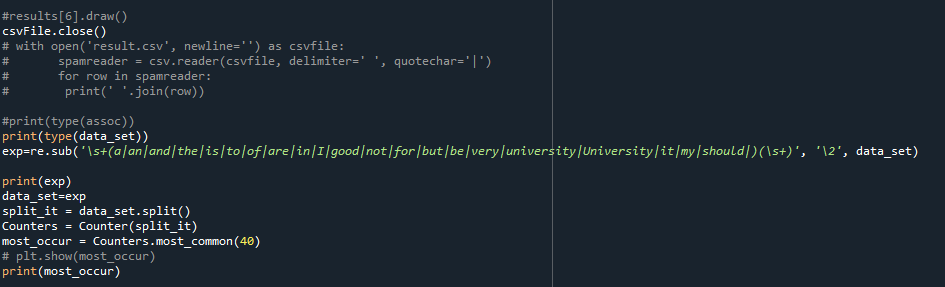 #results[6].draw()
csvFile.close()
# with open('result.csv', newline='') as csvfile:
#       spamreader = csv.reader(csvfile, delimiter=' ', quotechar='|')
#       for row in spamreader:
#        print(' '.join(row))
#print(type(assoc))
print(type(data_set))
exp=re.sub('\s+(a|an|and|the|is|to|of|are|in|I|good|not|for|but|be|very|university|University|it|my|should|)(\s+)', '\2', data_set)
print(exp)
data_set=exp
split_it = data_set.split()
Counters = Counter(split_it)
most_occur = Counters.most_common(40)
# plt.show(most_occur)
print(most_occur)